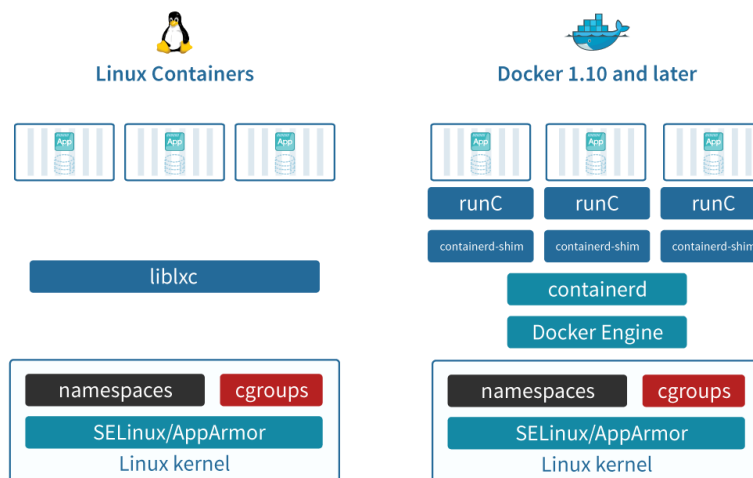 Linux Containers
App
App
App
liblxc
namespaces
cgroups
SELinux/AppArmor
Linux kernel
Docker 1.10 and later
App
App
App
runC
runC
runC
containerd-shim
containerd-shim
containerd-shim
containerd
Docker Engine
namespaces
cgroups
SELinux/AppArmor
Linux kernel